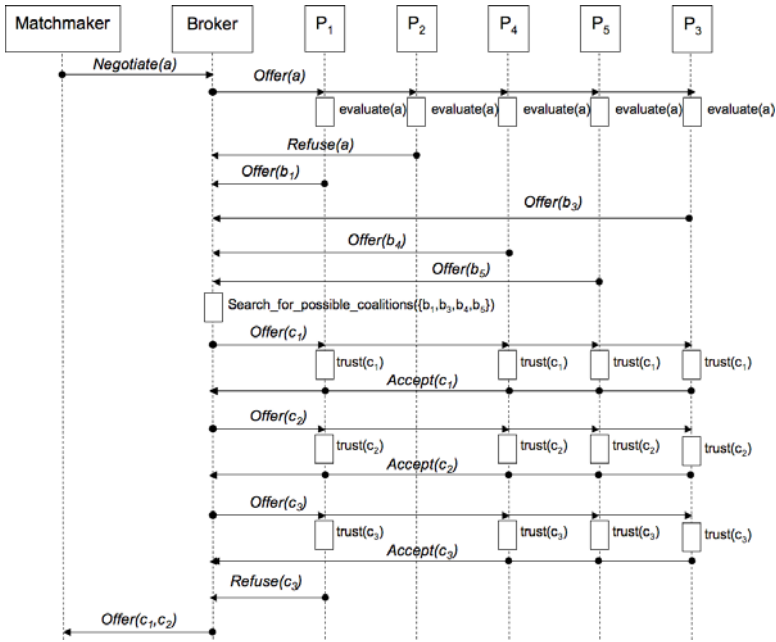 Matchmaker Broker P₁ P₂ P₄ P₅ P₃
Negotiate(a)
Offer(a)
evaluate(a) evaluate(a) evaluate(a) evaluate(a) evaluate(a)
Refuse(a)
Offer(b₁)
Offer(b₃)
Offer(b₄)
Offer(b₅)
Search_for_possible_coalitions({b₁,b₃,b₄,b₅})
Offer(c₁)
trust(c₁) trust(c₁) trust(c₁) trust(c₁)
Accept(c₁)
Offer(c₂)
trust(c₂) trust(c₂) trust(c₂) trust(c₂)
Accept(c₂)
Offer(c₃)
trust(c₃) trust(c₃) trust(c₃) trust(c₃)
Accept(c₃)
Refuse(c₃)
Offer(c₁,c₂)